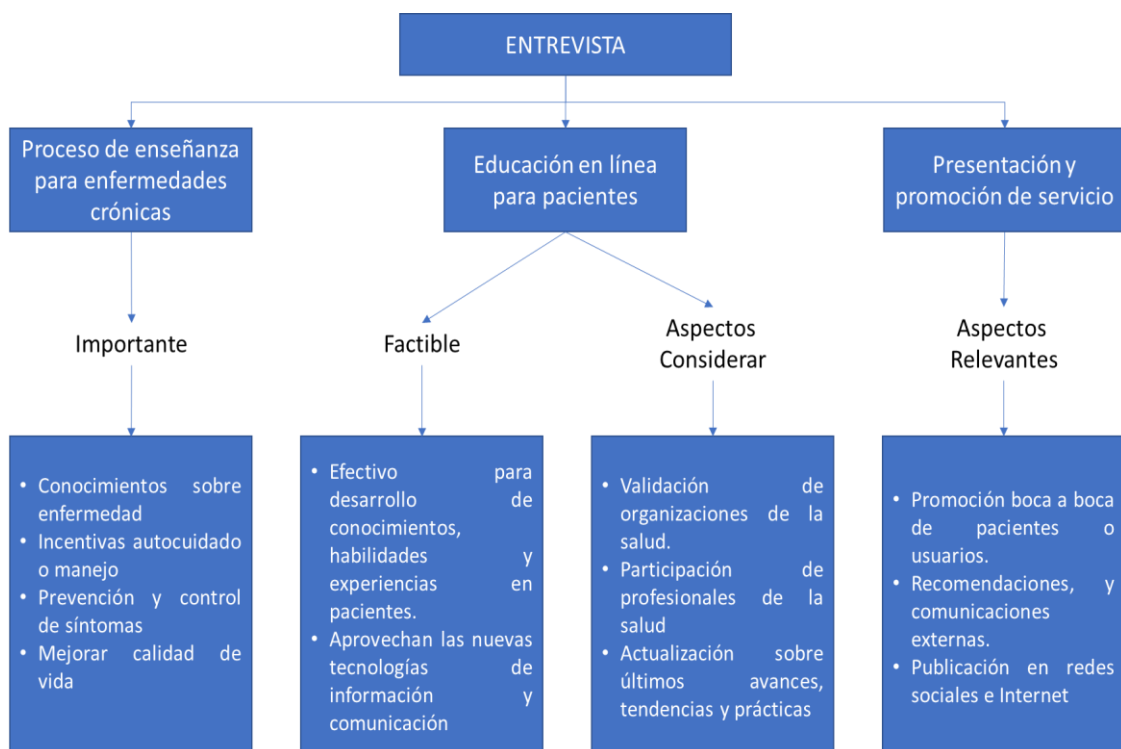 ENTREVISTA
Proceso de enseñanza
para enfermedades
crónicas
Educación en línea
para pacientes
Presentación y
promoción de servicio
Importante
Factible
Aspectos
Considerar
Aspectos
Relevantes
• Conocimientos sobre
enfermedad
• Incentivas autocuidado
o manejo
• Prevención y control
de síntomas
• Mejorar calidad de
vida
• Efectivo para
desarrollo de
conocimientos,
habilidades y
experiencias en
pacientes.
• Aprovechan las nuevas
tecnologías de
información y
comunicación
• Validación de
organizaciones de la
salud.
• Participación de
profesionales de la
salud
• Actualización sobre
últimos avances,
tendencias y prácticas
• Promoción boca a boca
de pacientes o
usuarios.
• Recomendaciones, y
comunicaciones
externas.
• Publicación en redes
sociales e Internet